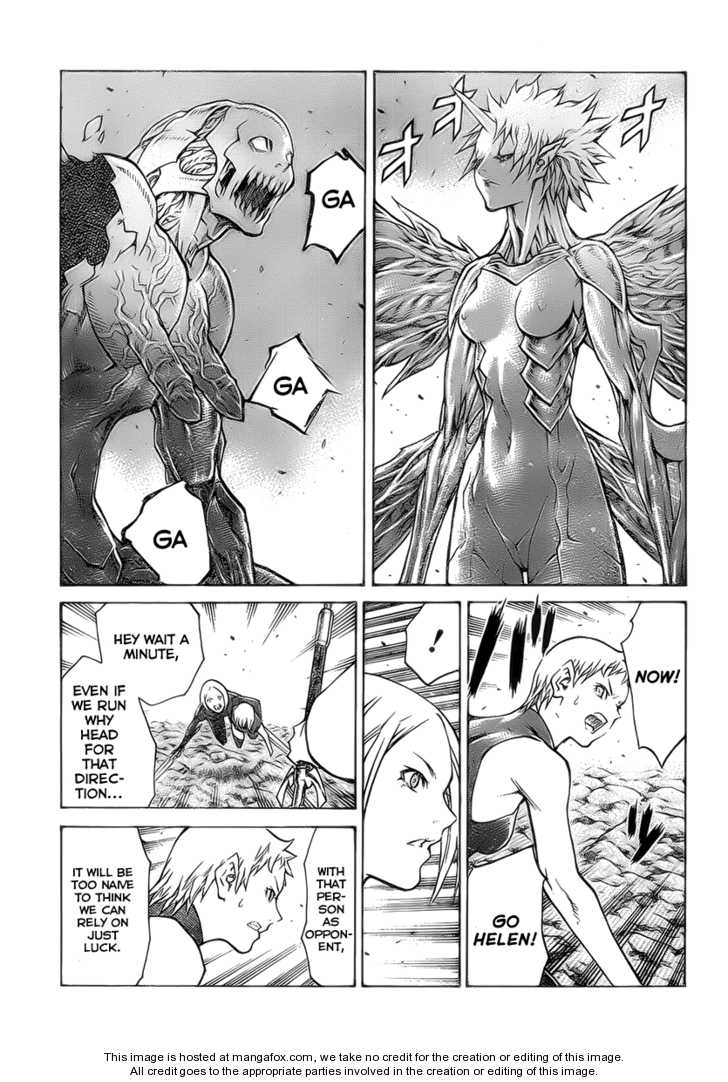 オ
オ
オ
GA
GA
GA
NOW!
GO
HELEN!
!
HEY WAIT A
MINUTE,
EVEN IF
WE RUN
WHY
HEAD
FOR
THAT
DIREC-
TION...
WITH
THAT
PER-
SON
AS
OPPON-
ENT,
IT WILL BE
TOO NAIVE
TO THINK
WE CAN
RELY ON
JUST
LUCK.
This image is hosted at mangafox.com, we take no credit for the creation or editing of this image.
All credit goes to the appropriate parties involved in the creation or editing of this image.